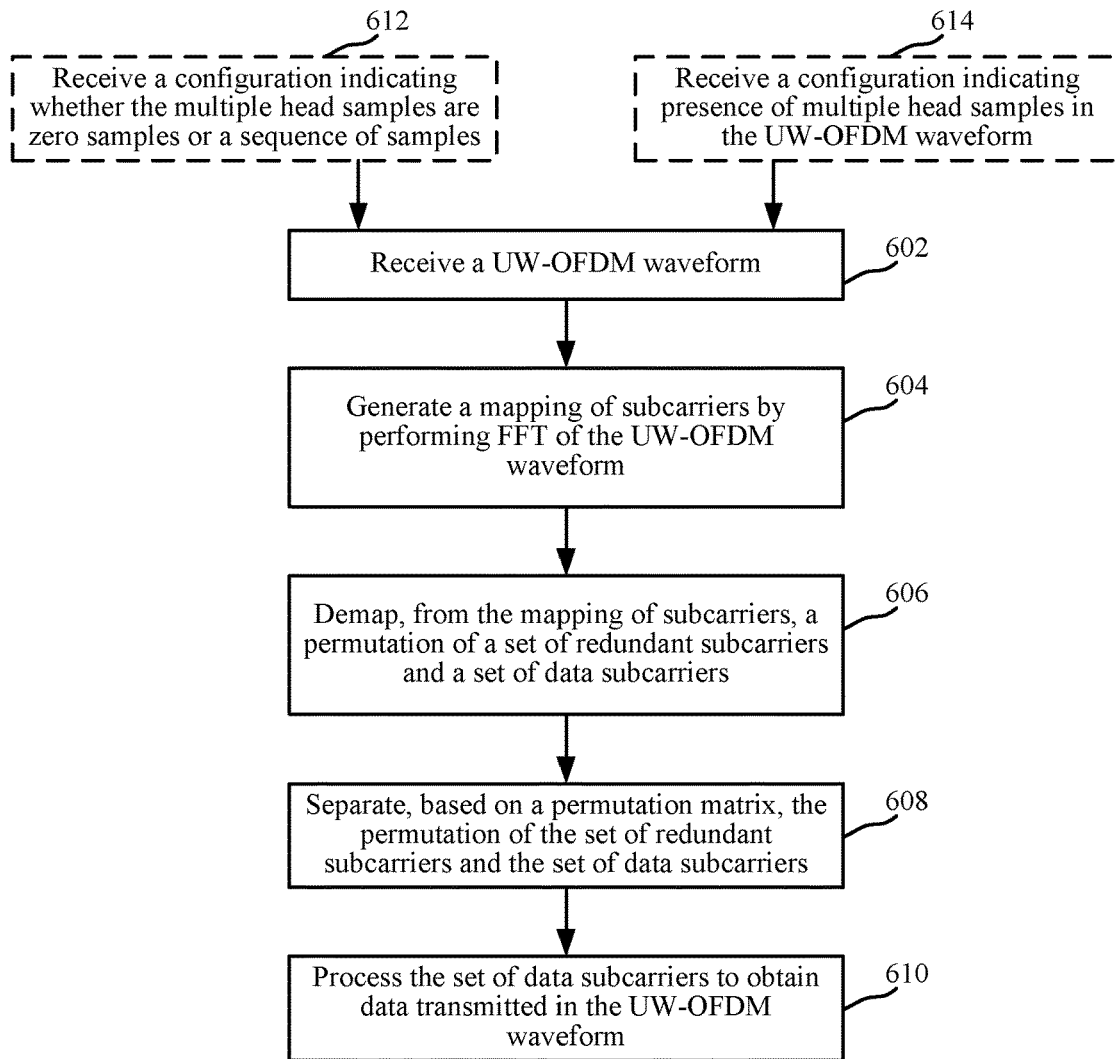 612
Receive a configuration indicating
whether the multiple head samples are
zero samples or a sequence of samples
614
Receive a configuration indicating
presence of multiple head samples in
the UW-OFDM waveform
602
Receive a UW-OFDM waveform
604
Generate a mapping of subcarriers by
performing FFT of the UW-OFDM
waveform
606
Demap, from the mapping of subcarriers, a
permutation of a set of redundant subcarriers
and a set of data subcarriers
608
Separate, based on a permutation matrix, the
permutation of the set of redundant
subcarriers and the set of data subcarriers
610
Process the set of data subcarriers to obtain
data transmitted in the UW-OFDM
waveform